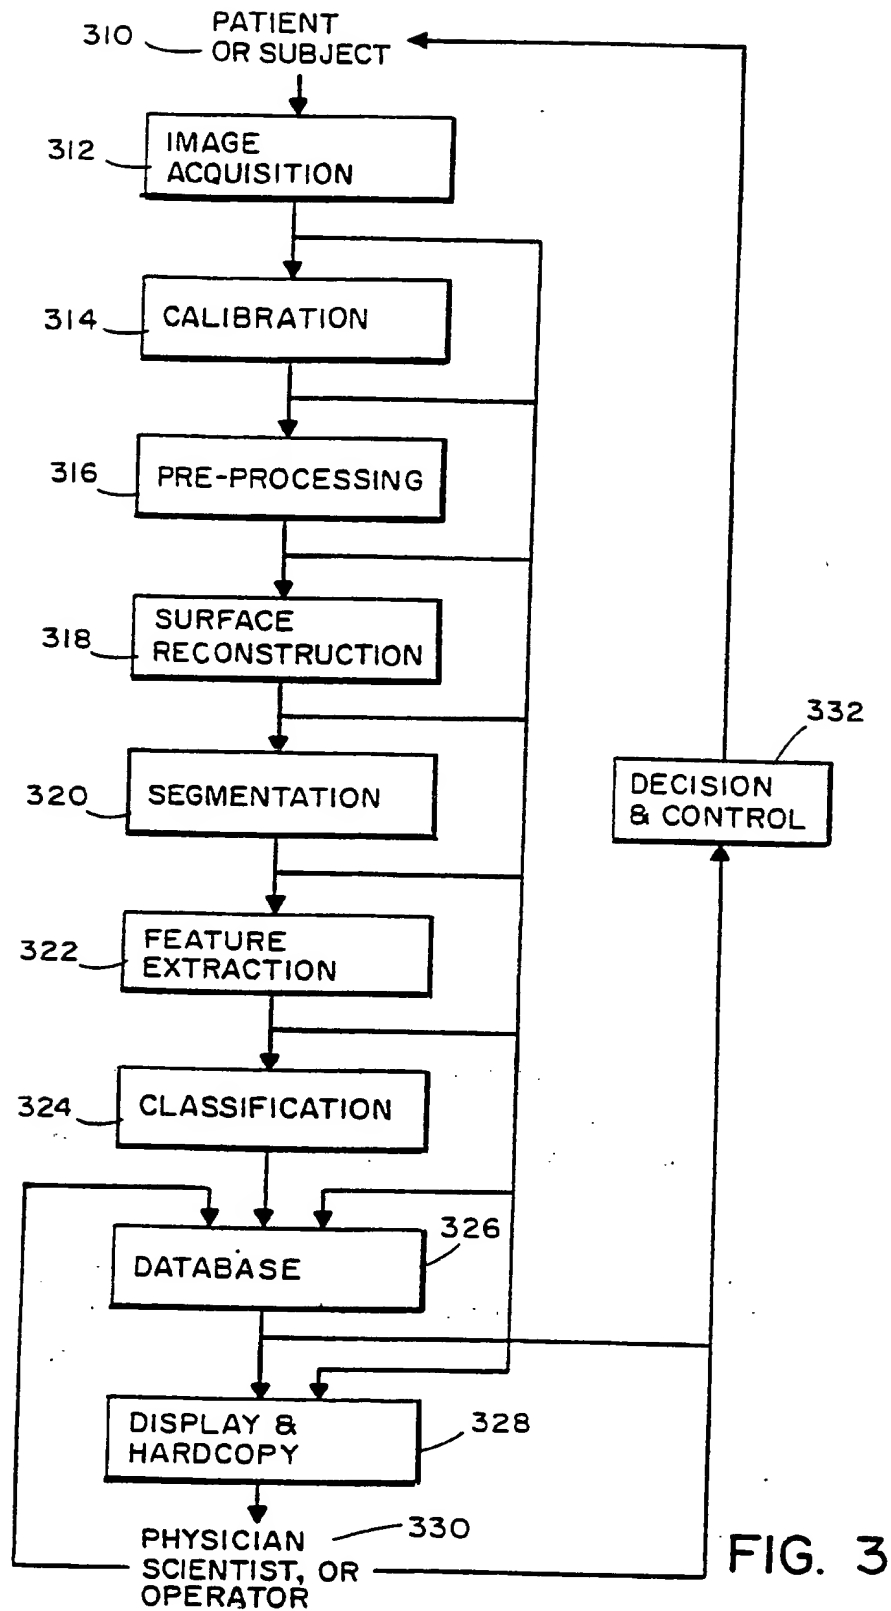 310
PATIENT
OR SUBJECT
312
IMAGE
ACQUISITION
314
CALIBRATION
316
PRE-PROCESSING
318
SURFACE
RECONSTRUCTION
332
320
SEGMENTATION
DECISION
& CONTROL
322
FEATURE
EXTRACTION
324
CLASSIFICATION
326
DATABASE
DISPLAY &
HARDCOPY
328
330
PHYSICIAN
SCIENTIST, OR
OPERATOR
FIG. 3